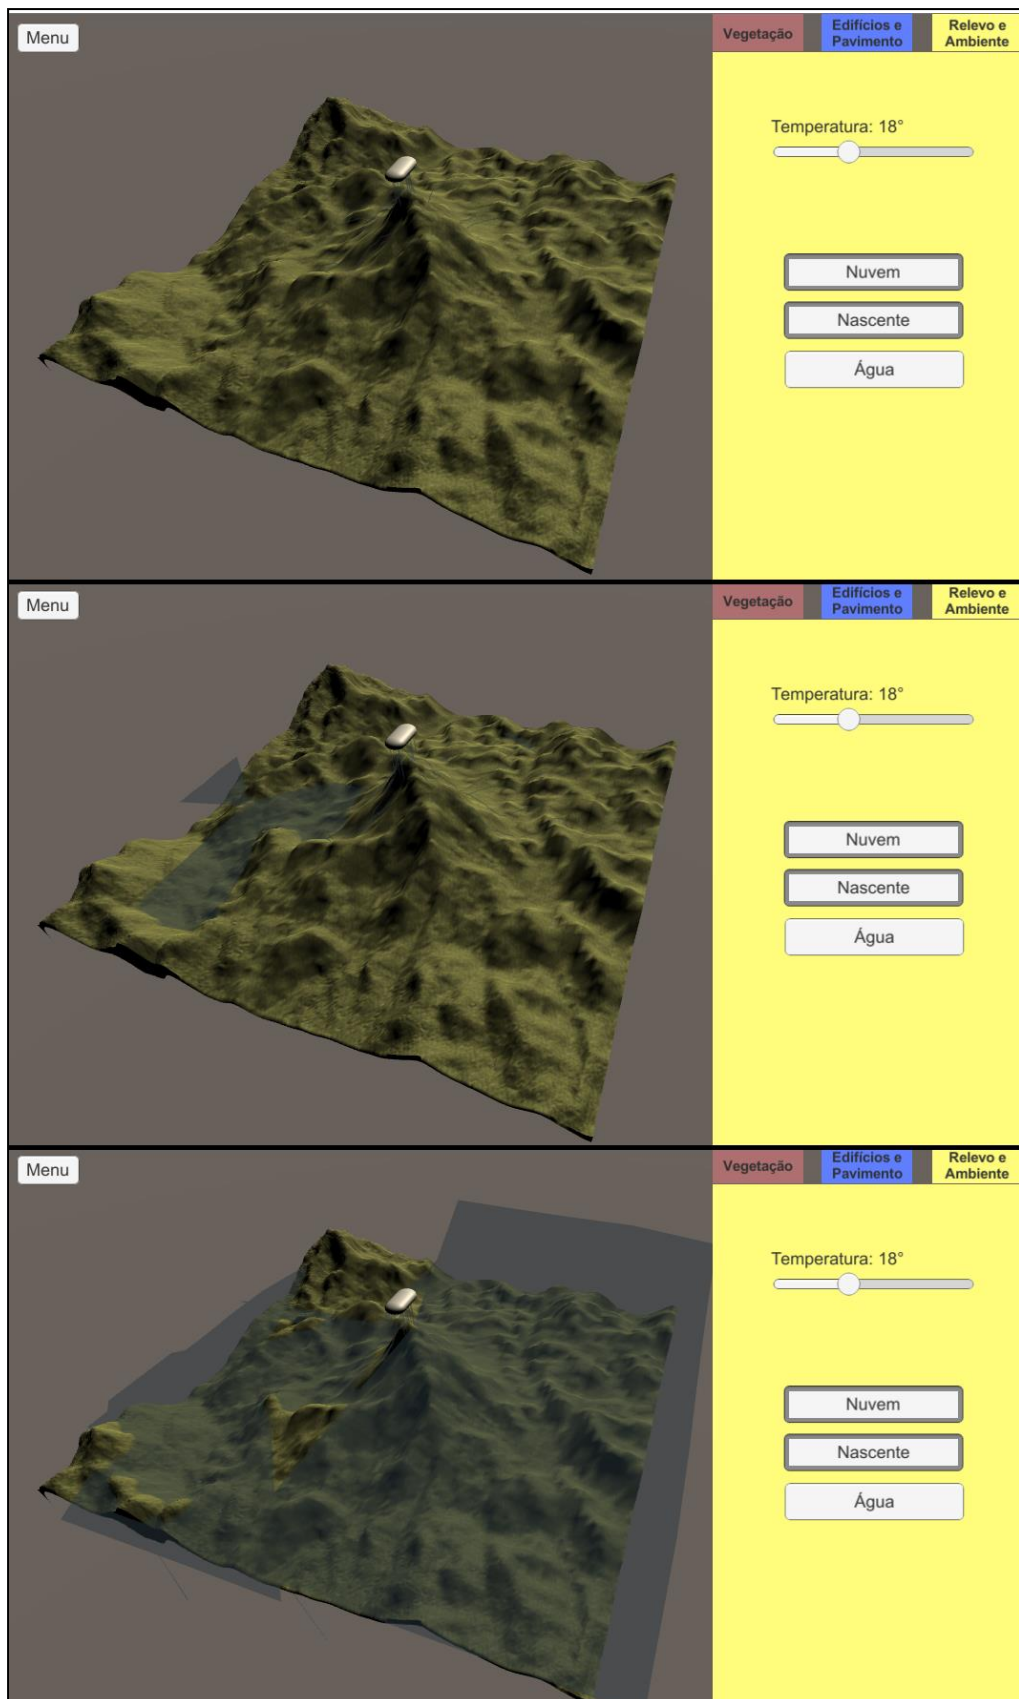 Menu
Vegetação
Edifícios e
Pavimento
Relevo e
Ambiente
Temperatura: 18°
Nuvem
Nascente
Água
Menu
Vegetação
Edifícios e
Pavimento
Relevo e
Ambiente
Temperatura: 18°
Nuvem
Nascente
Água
Menu
Vegetação
Edifícios e
Pavimento
Relevo e
Ambiente
Temperatura: 18°
Nuvem
Nascente
Água